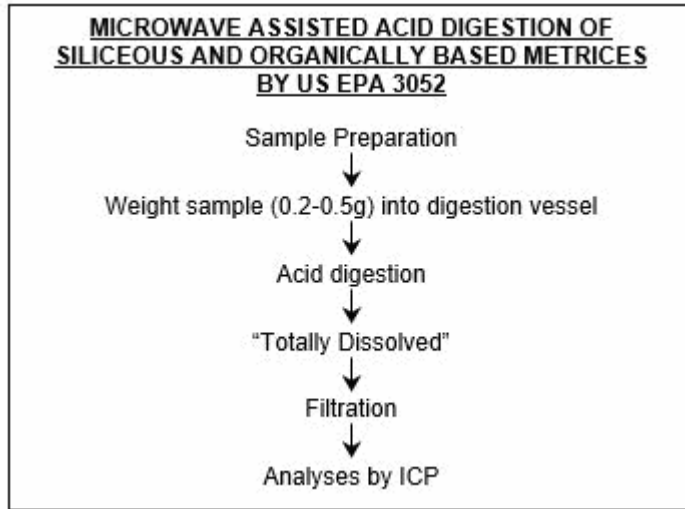 MICROWAVE ASSISTED ACID DIGESTION OF
SILICEOUS AND ORGANICALLY BASED METRICES
BY US EPA 3052
Sample Preparation
Weight sample (0.2-0.5g) into digestion vessel
Acid digestion
“Totally Dissolved”
Filtration
Analyses by ICP